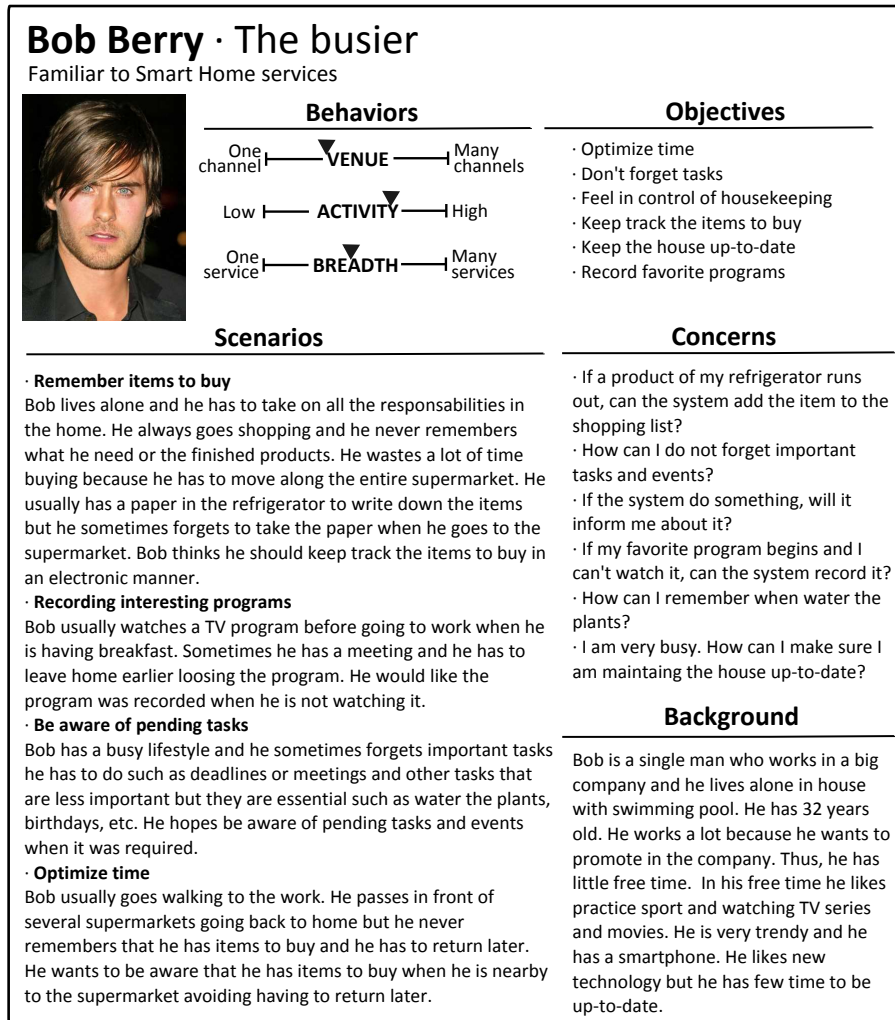 Bob Berry · The busier
Familiar to Smart Home services
Behaviors
One
channel
VENUE
Many
channels
Low
ACTIVITY
High
One
service
BREADTH
Many
services
Objectives
· Optimize time
· Don't forget tasks
· Feel in control of housekeeping
· Keep track the items to buy
· Keep the house up-to-date
· Record favorite programs
Scenarios
· Remember items to buy
Bob lives alone and he has to take on all the responsabilities in
the home. He always goes shopping and he never remembers
what he need or the finished products. He wastes a lot of time
buying because he has to move along the entire supermarket. He
usually has a paper in the refrigerator to write down the items
but he sometimes forgets to take the paper when he goes to the
supermarket. Bob thinks he should keep track the items to buy in
an electronic manner.
· Recording interesting programs
Bob usually watches a TV program before going to work when he
is having breakfast. Sometimes he has a meeting and he has to
leave home earlier loosing the program. He would like the
program was recorded when he is not watching it.
· Be aware of pending tasks
Bob has a busy lifestyle and he sometimes forgets important tasks
he has to do such as deadlines or meetings and other tasks that
are less important but they are essential such as water the plants,
birthdays, etc. He hopes be aware of pending tasks and events
when it was required.
· Optimize time
Bob usually goes walking to the work. He passes in front of
several supermarkets going back to home but he never
remembers that he has items to buy and he has to return later.
He wants to be aware that he has items to buy when he is nearby
to the supermarket avoiding having to return later.
Concerns
· If a product of my refrigerator runs
out, can the system add the item to the
shopping list?
· How can I do not forget important
tasks and events?
· If the system do something, will it
inform me about it?
· If my favorite program begins and I
can't watch it, can the system record it?
· How can I remember when water the
plants?
· I am very busy. How can I make sure I
am maintaing the house up-to-date?
Background
Bob is a single man who works in a big
company and he lives alone in house
with swimming pool. He has 32 years
old. He works a lot because he wants to
promote in the company. Thus, he has
little free time. In his free time he likes
practice sport and watching TV series
and movies. He is very trendy and he
has a smartphone. He likes new
technology but he has few time to be
up-to-date.